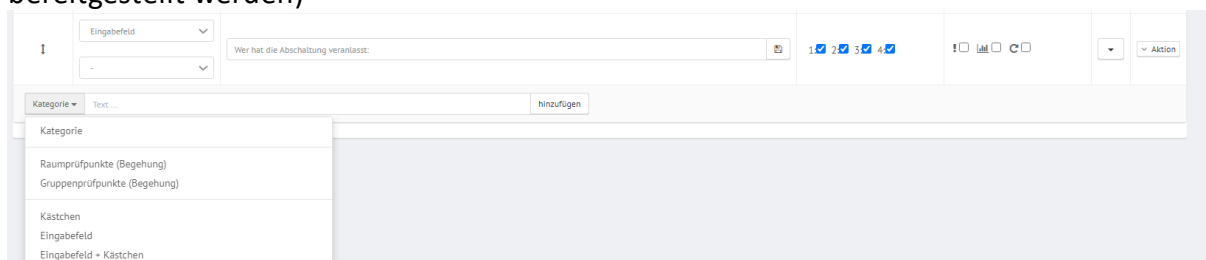 bereitgestellt werden)
Eingabefeld
Wer hat die Abschaltung veranlasst:
1: 2: 3: 4:
! 
-
Aktion
Kategorie Text ... hinzufügen
Kategorie
Raumprüfpunkte (Begehung)
Gruppenprüfpunkte (Begehung)
Kästchen
Eingabefeld
Eingabefeld + Kästchen